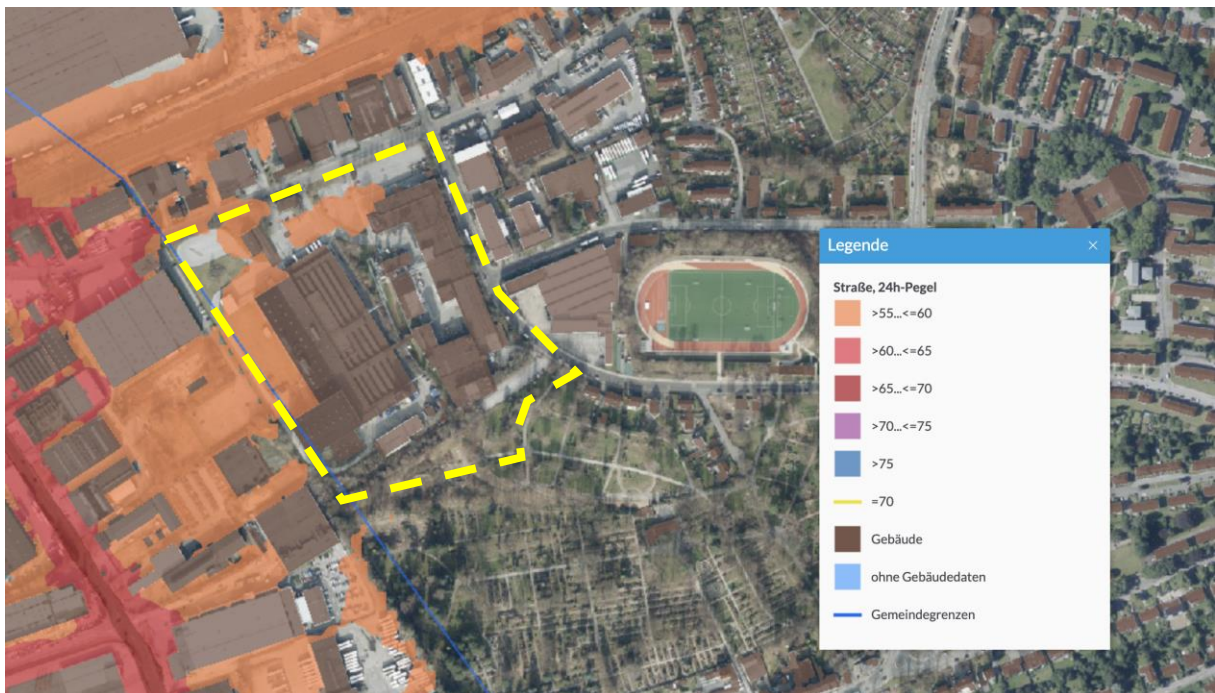 Legende
×
Straße, 24h-Pegel
>55...<=60
>60...<=65
>65...<=70
>70...<=75
>75
=70
Gebäude
ohne Gebäudedaten
Gemeindegrenzen